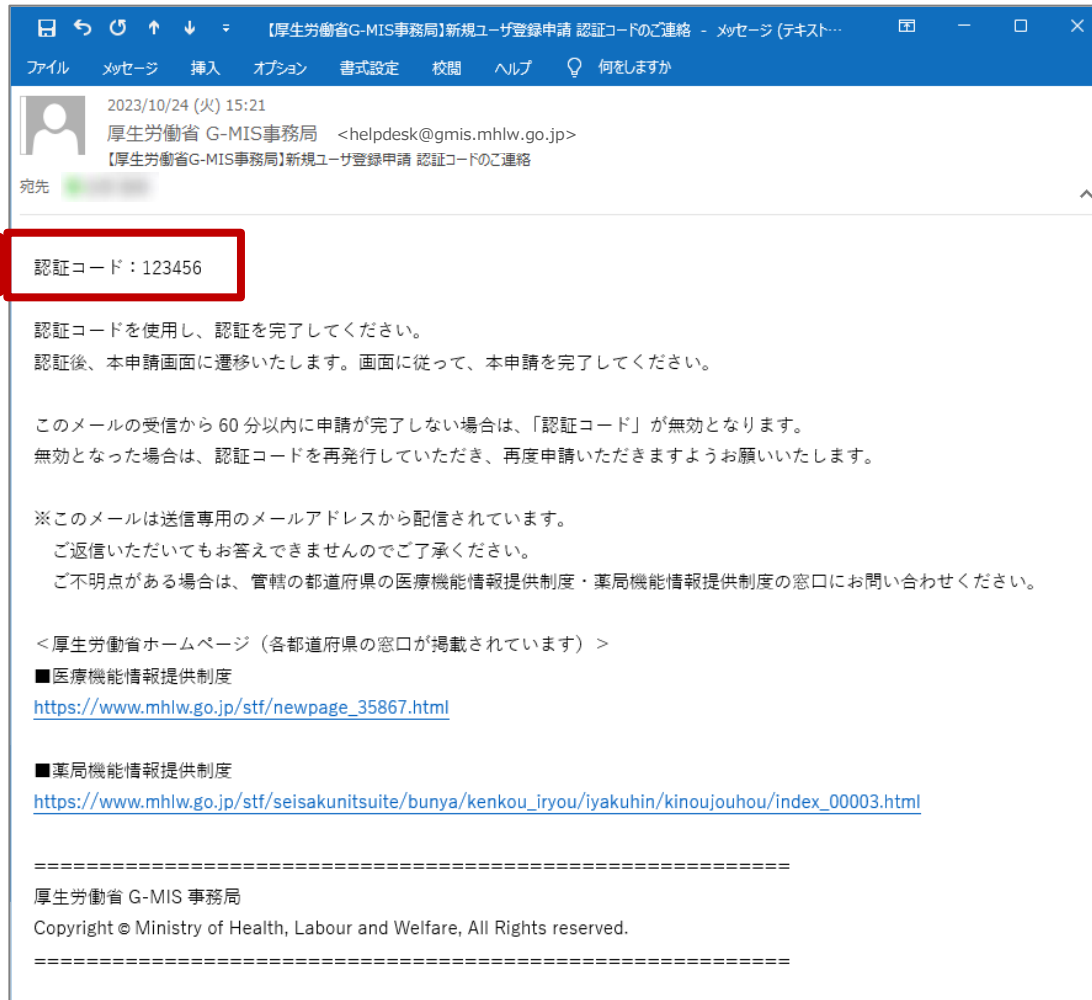 【厚生労働省G-MIS事務局】新規ユーザ登録申請 認証コードのご連絡 - メッセージ (テキスト…
ファイル メッセージ 挿入 オプション 書式設定 校閲 ヘルプ 何をしますか
2023/10/24 (火) 15:21
厚生労働省 G-MIS事務局 <helpdesk@gmis.mhlw.go.jp>
【厚生労働省G-MIS事務局】新規ユーザ登録申請 認証コードのご連絡
宛先
認証コード：123456
認証コードを使用し、認証を完了してください。
認証後、本申請画面に遷移いたします。画面に従って、本申請を完了してください。
このメールの受信から 60 分以内に申請が完了しない場合は、「認証コード」が無効となります。
無効となった場合は、認証コードを再発行していただき、再度申請いただきますようお願いいたします。
※このメールは送信専用のメールアドレスから配信されています。
ご返信いただいてもお答えできませんのでご了承ください。
ご不明点がある場合は、管轄の都道府県の医療機能情報提供制度・薬局機能情報提供制度の窓口にお問い合わせください。
＜厚生労働省ホームページ（各都道府県の窓口が掲載されています）＞
■医療機能情報提供制度
https://www.mhlw.go.jp/stf/newpage_35867.html
■薬局機能情報提供制度
https://www.mhlw.go.jp/stf/seisakunitsuite/bunya/kenkou_iryou/iyakuhin/kinoujouhou/index_00003.html
==========================================================
厚生労働省 G-MIS 事務局
Copyright © Ministry of Health, Labour and Welfare, All Rights reserved.
==========================================================